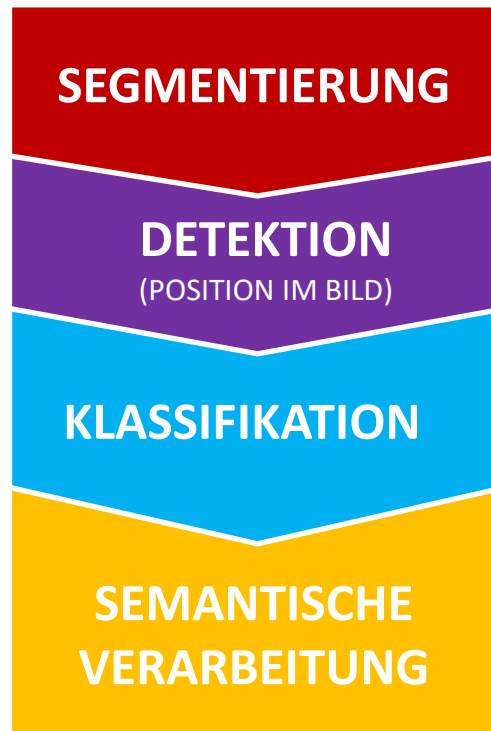 SEGMENTIERUNG
DETEKTION
(POSITION IM BILD)
KLASSIFIKATION
SEMANTISCHE
VERARBEITUNG